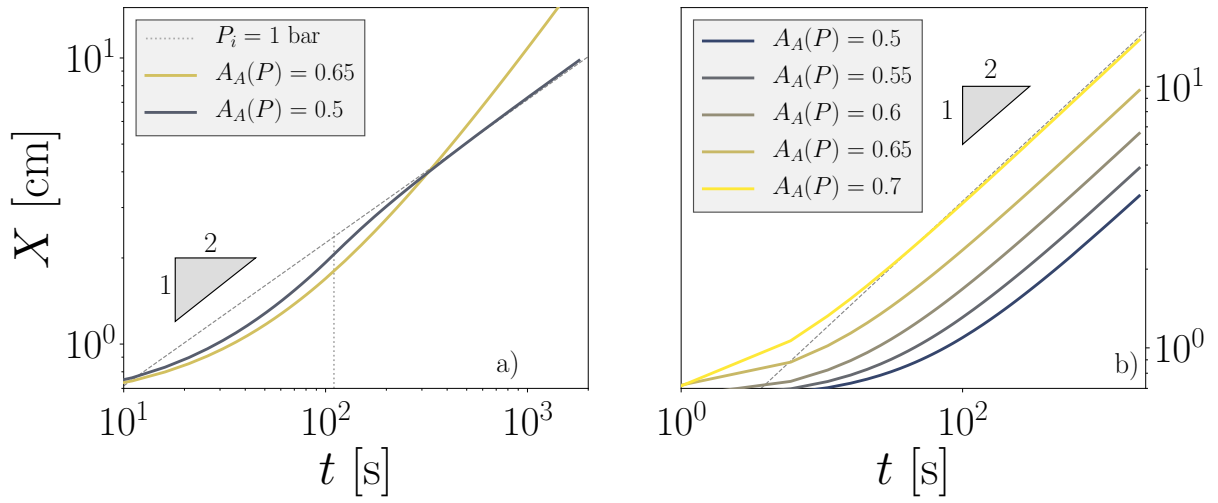 P_i = 1 bar
A_A(P) = 0.65
A_A(P) = 0.5
X [cm]
10^1
10^0
2
1
a)
10^1
10^2
10^3
t [s]
A_A(P) = 0.5
A_A(P) = 0.55
A_A(P) = 0.6
A_A(P) = 0.65
A_A(P) = 0.7
2
1
10^1
10^0
b)
10^0
10^2
t [s]